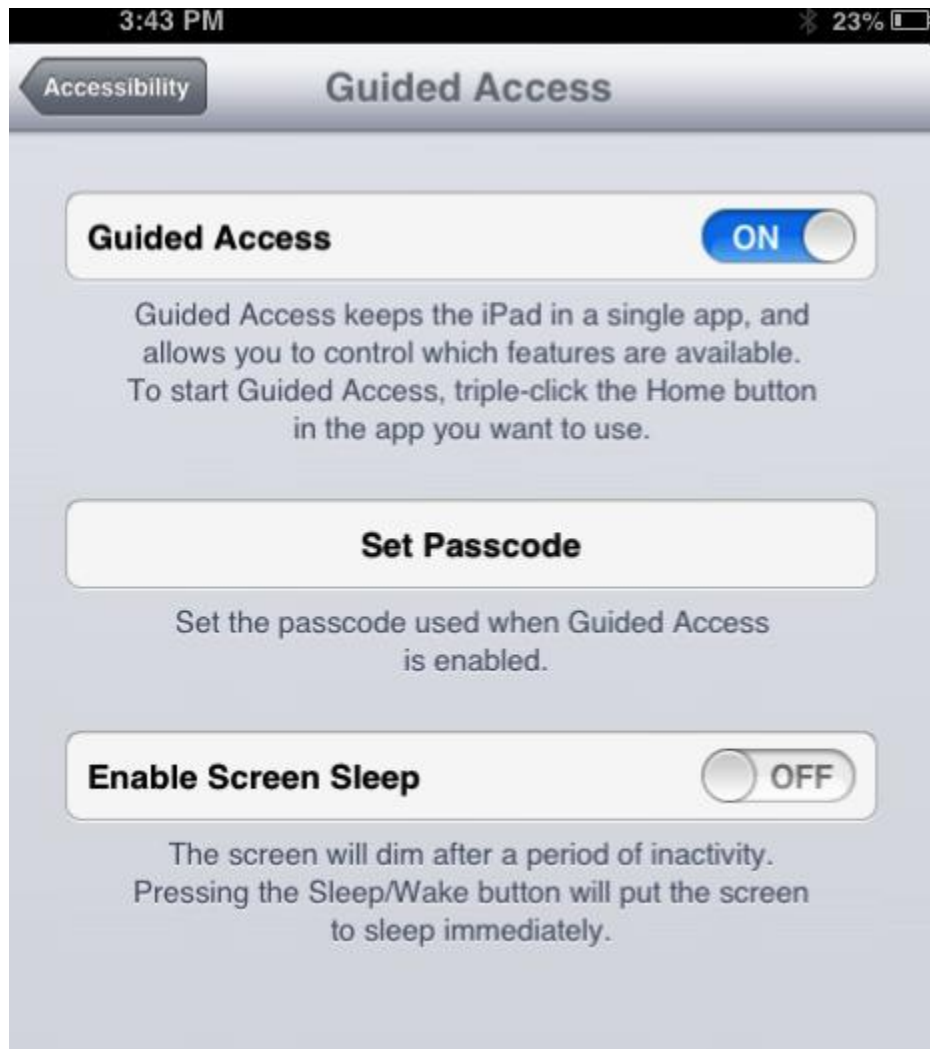 3:43 PM 23%
Accessibility Guided Access
Guided Access ON
Guided Access keeps the iPad in a single app, and
allows you to control which features are available.
To start Guided Access, triple-click the Home button
in the app you want to use.
Set Passcode
Set the passcode used when Guided Access
is enabled.
Enable Screen Sleep OFF
The screen will dim after a period of inactivity.
Pressing the Sleep/Wake button will put the screen
to sleep immediately.